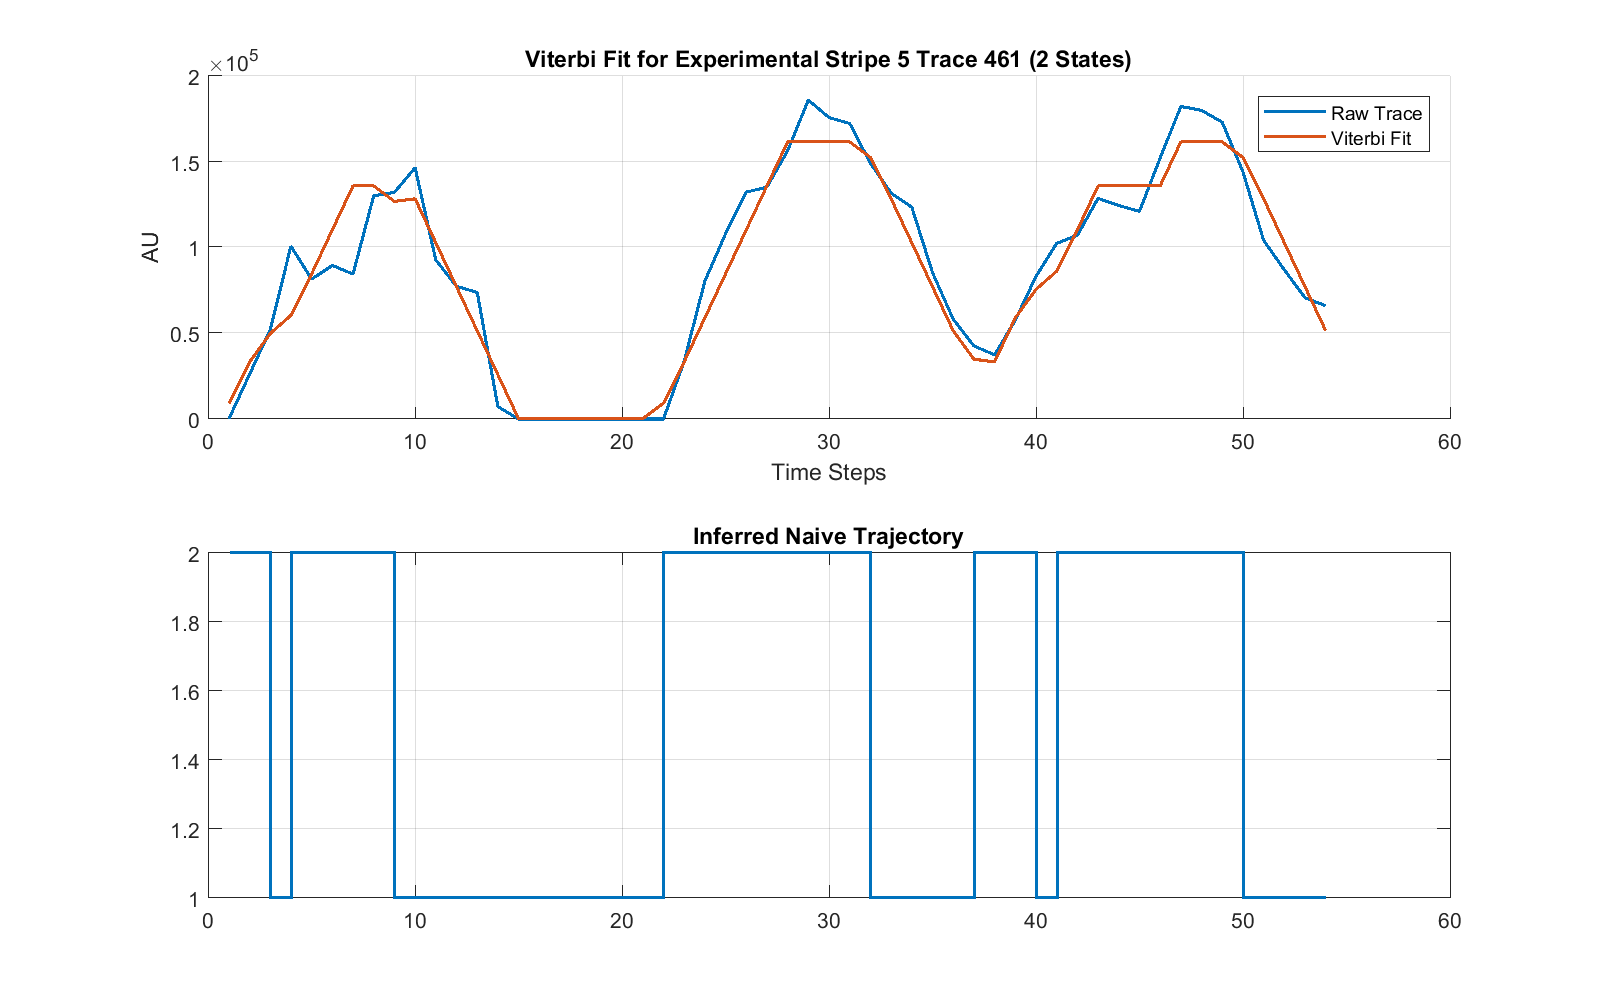 Viterbi Fit for Experimental Stripe 5 Trace 461 (2 States)
×10^5
2
1.5
1
0.5
0
AU
Raw Trace
Viterbi Fit
0 10 20 30 40 50 60
Time Steps
Inferred Naive Trajectory
2
1.8
1.6
1.4
1.2
1
0 10 20 30 40 50 60